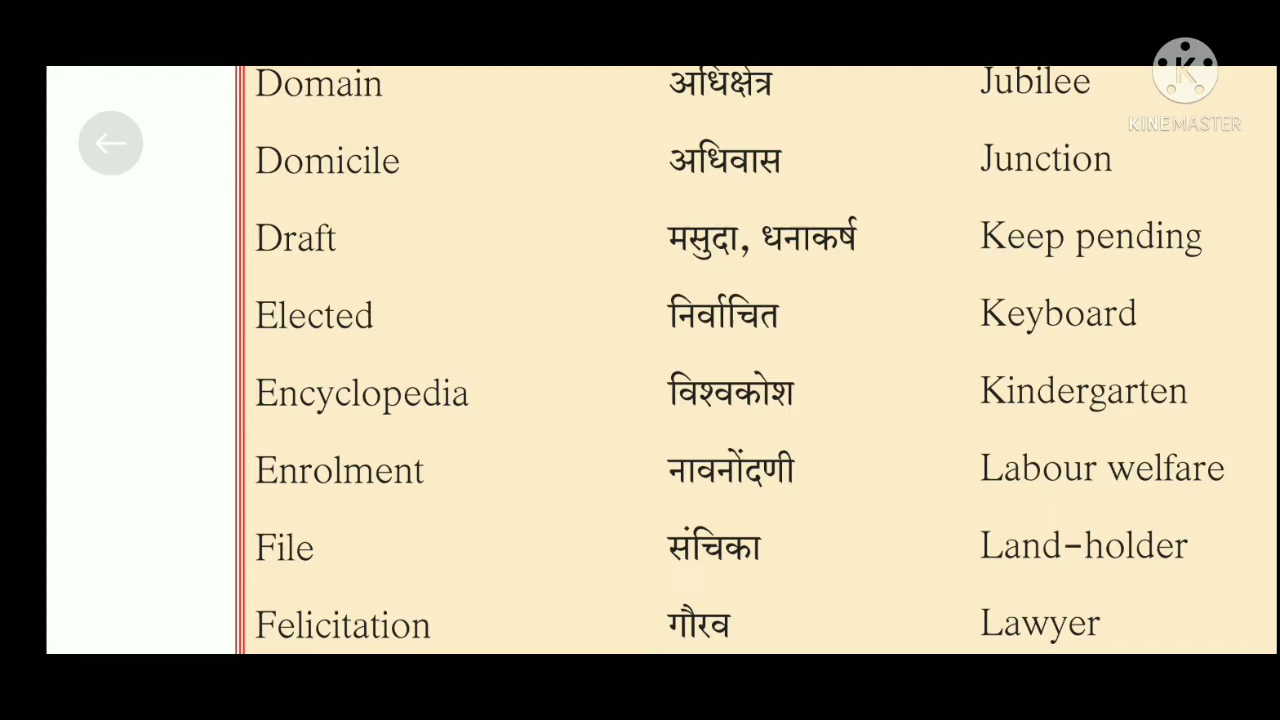 Domain अधिक्षेत्र Jubilee
Domicile अधिवास Junction
Draft मसुदा, धनाकर्ष Keep pending
Elected निर्वाचित Keyboard
Encyclopedia विश्वकोश Kindergarten
Enrolment नावनोंदणी Labour welfare
File संचिका Land-holder
Felicitation गौरव Lawyer
K
KINEMASTER